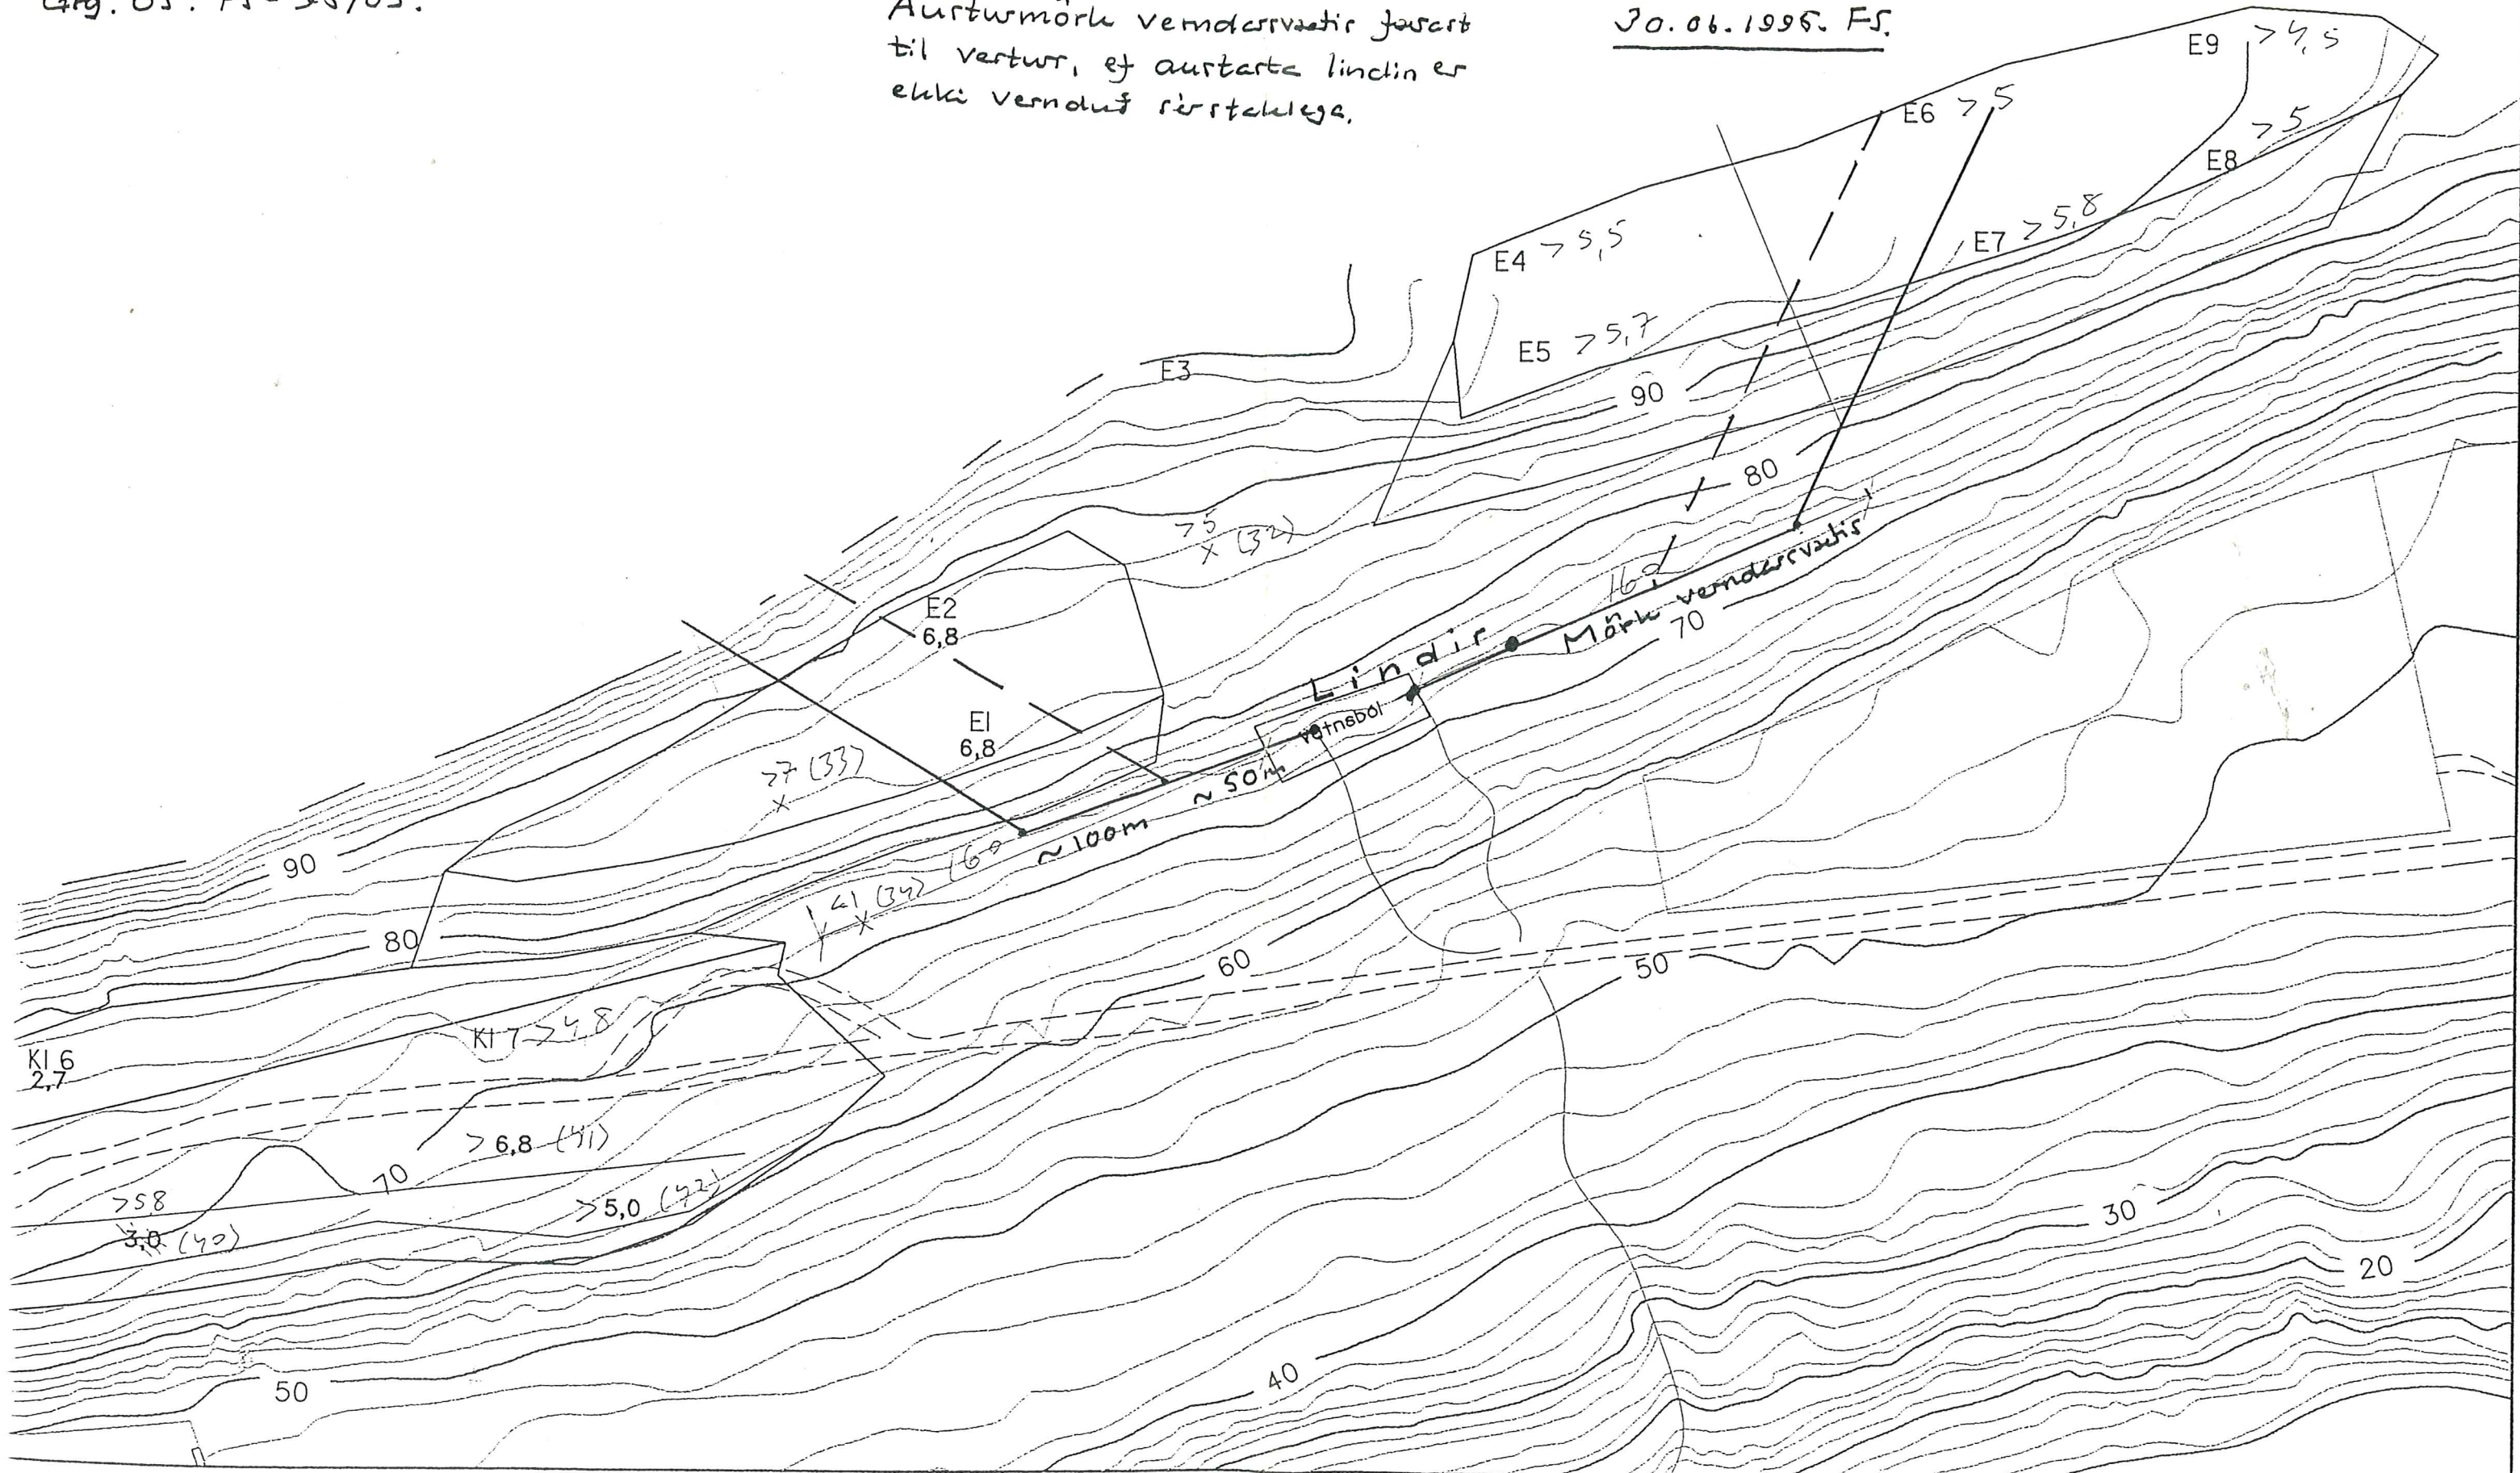 Austurmörk verndarsvæðis færast
til vestur, ef austasta lindin er
ekki vernduð sérstaklega.
30.06.1995. FS.
E9 >4,5
E6 >5
>5
E8
E7 >5,8
E4 >5,5
E5 >5,7
E3
90
80
>5
x (32)
160
Mörk verndarsvæðis
70
Lindir
vatnsból
E2
6,8
E1
6,8
>7 (33)
x
~50m
~100m
160
<1 (34)
x
90
80
60
50
Kl 7 >4,8
Kl 6
2,7
>6,8 (41)
70
>5,0 (42)
>5,8
3,0 (40)
30
20
40
50